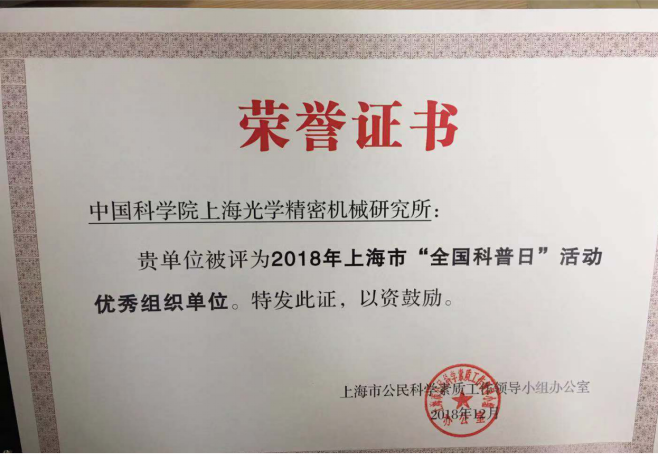 荣誉证书
中国科学院上海光学精密机械研究所：
贵单位被评为2018年上海市“全国科普日”活动
优秀组织单位。特发此证，以资鼓励。
上海市公民科学素质工作领导小组办公室
2018年12月